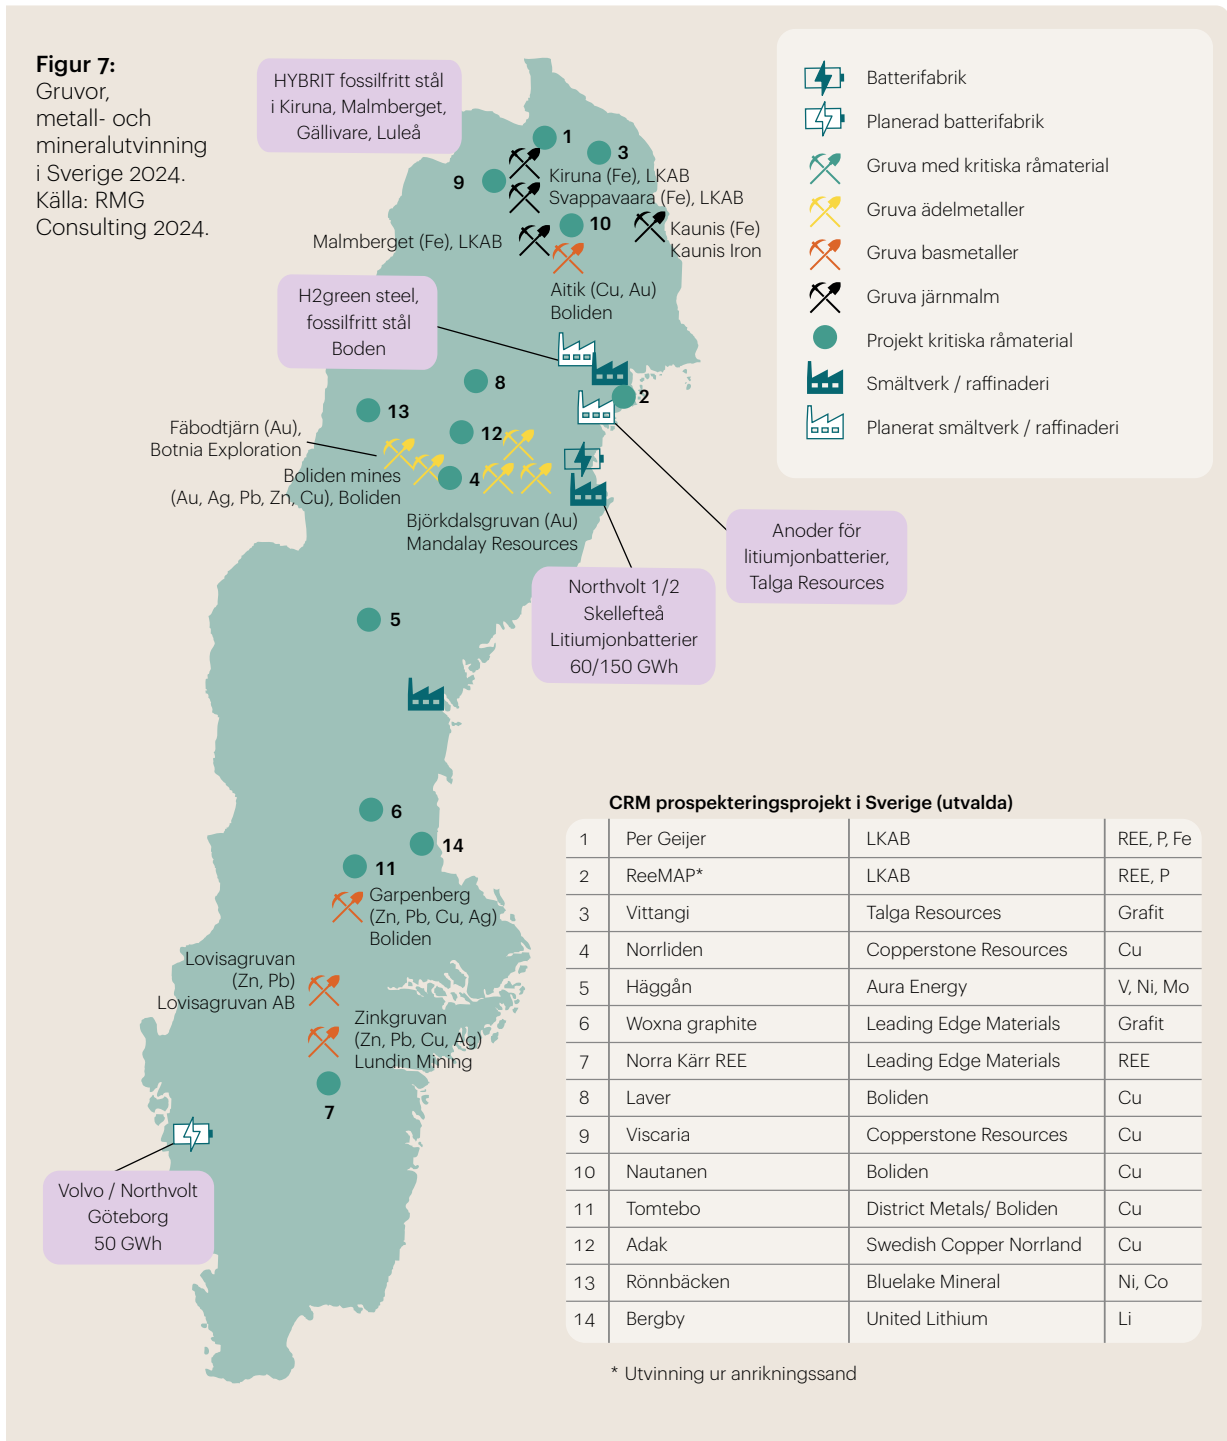 Figur 7:
Gruvor,
metall- och
mineralutvinning
i Sverige 2024.
Källa: RMG
Consulting 2024.
HYBRIT fossilfritt stål
i Kiruna, Malmberget,
Gällivare, Luleå
Batterifabrik
Planerad batterifabrik
Gruva med kritiska råmaterial
Gruva ädelmetaller
Gruva basmetaller
Gruva järnmalm
Projekt kritiska råmaterial
Smältverk / raffinaderi
Planerat smältverk / raffinaderi
1
3
9
Kiruna (Fe), LKAB
Svappavaara (Fe), LKAB
10
Malmberget (Fe), LKAB
Kaunis (Fe)
Kaunis Iron
Aitik (Cu, Au)
Boliden
H2green steel,
fossilfritt stål
Boden
8
2
13
12
Fäbodtjärn (Au),
Botnia Exploration
Boliden mines
(Au, Ag, Pb, Zn, Cu), Boliden
4
Björkdalsgruvan (Au)
Mandalay Resources
Anoder för
litiumjonbatterier,
Talga Resources
Northvolt 1/2
Skellefteå
Litiumjonbatterier
60/150 GWh
5
6
14
11
Garpenberg
(Zn, Pb, Cu, Ag)
Boliden
Lovisagruvan
(Zn, Pb)
Lovisagruvan AB
Zinkgruvan
(Zn, Pb, Cu, Ag)
Lundin Mining
7
Volvo / Northvolt
Göteborg
50 GWh
CRM prospekteringsprojekt i Sverige (utvalda)
1 Per Geijer LKAB REE, P, Fe
2 ReeMAP* LKAB REE, P
3 Vittangi Talga Resources Grafit
4 Norrliden Copperstone Resources Cu
5 Häggån Aura Energy V, Ni, Mo
6 Woxna graphite Leading Edge Materials Grafit
7 Norra Kärr REE Leading Edge Materials REE
8 Laver Boliden Cu
9 Viscaria Copperstone Resources Cu
10 Nautanen Boliden Cu
11 Tomtebo District Metals/ Boliden Cu
12 Adak Swedish Copper Norrland Cu
13 Rönnbäcken Bluelake Mineral Ni, Co
14 Bergby United Lithium Li
* Utvinning ur anrikningssand